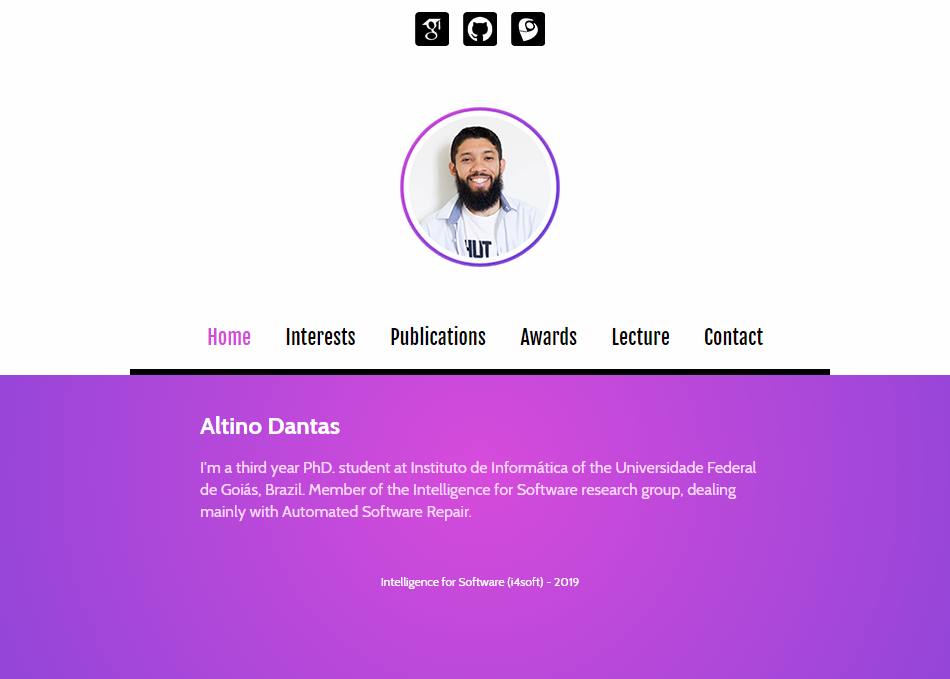 HUT
Home Interests Publications Awards Lecture Contact
Altino Dantas
I'm a third year PhD. student at Instituto de Informática of the Universidade Federal
de Goiás, Brazil. Member of the Intelligence for Software research group, dealing
mainly with Automated Software Repair.
Intelligence for Software (i4soft) - 2019